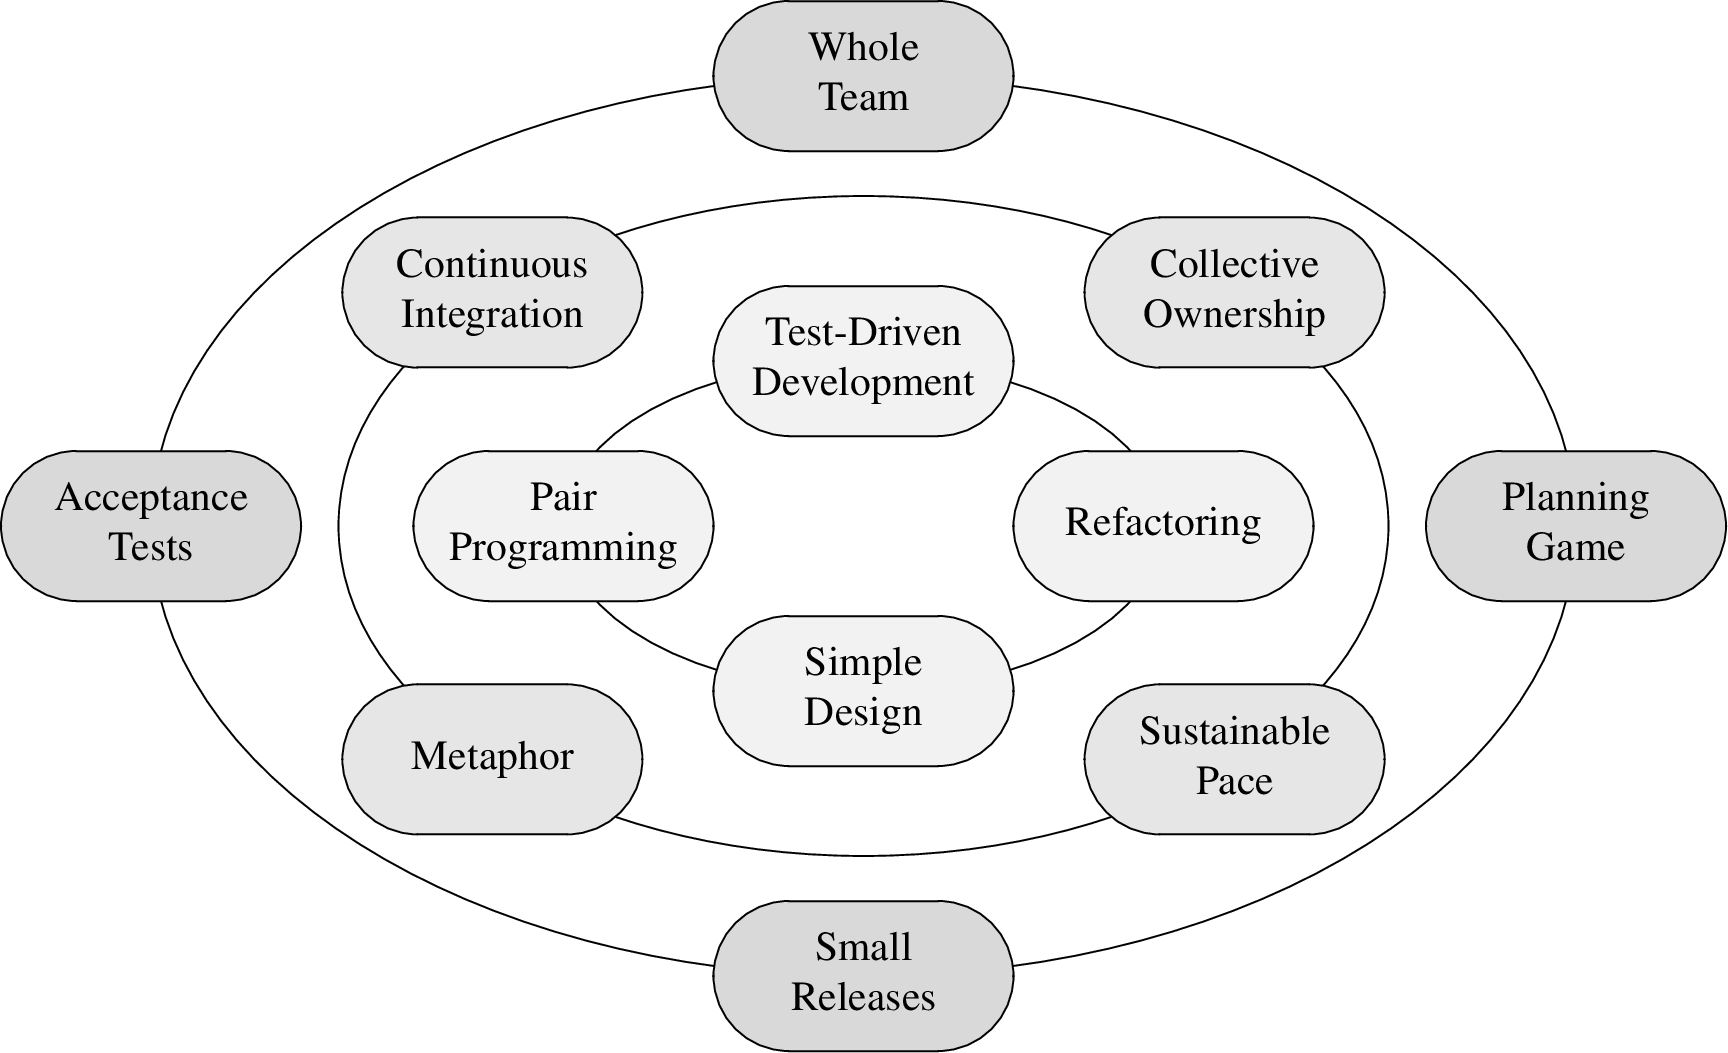 Whole
Team
Continuous
Integration
Collective
Ownership
Test-Driven
Development
Acceptance
Tests
Pair
Programming
Refactoring
Planning
Game
Simple
Design
Metaphor
Sustainable
Pace
Small
Releases